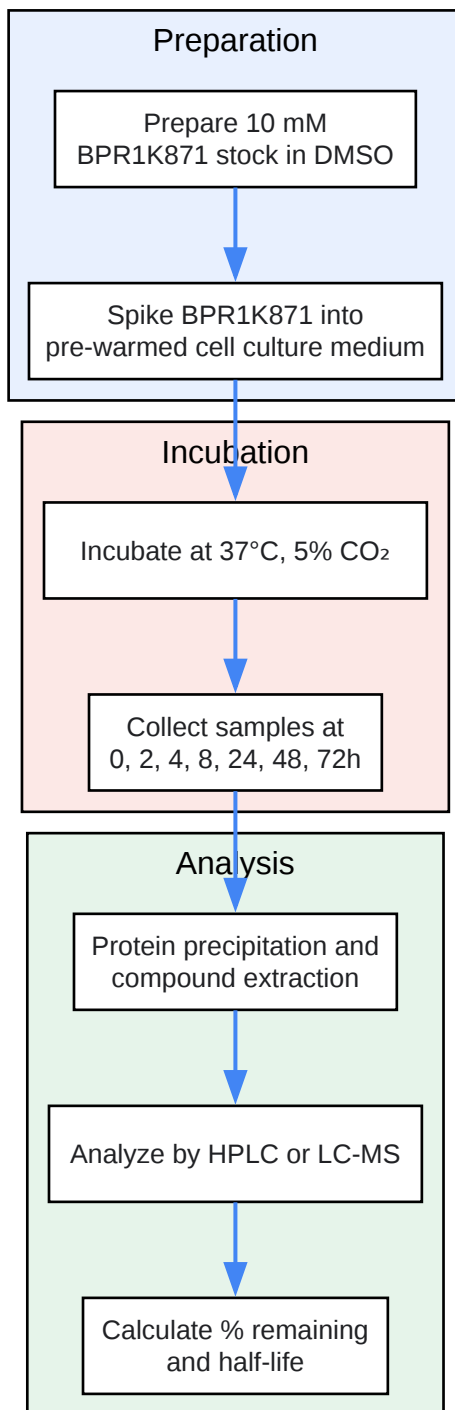 Preparation
Prepare 10 mM
BPR1K871 stock in DMSO
Spike BPR1K871 into
pre-warmed cell culture medium
Incubation
Incubate at 37°C, 5% CO₂
Collect samples at
0, 2, 4, 8, 24, 48, 72h
Analysis
Protein precipitation and
compound extraction
Analyze by HPLC or LC-MS
Calculate % remaining
and half-life